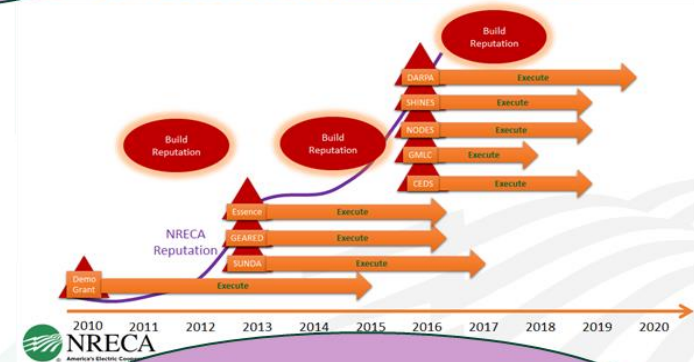 Build
Reputation
DARPA
Execute
SHINES
Execute
Build
Reputation
Build
Reputation
NODES
Execute
GMLC
Execute
CEDS
Execute
Essence
Execute
NRECA
Reputation
GEARED
Execute
SUNDA
Execute
Demo
Grant
Execute
2010 2011 2012 2013 2014 2015 2016 2017 2018 2019 2020
NRECA
America's Electric